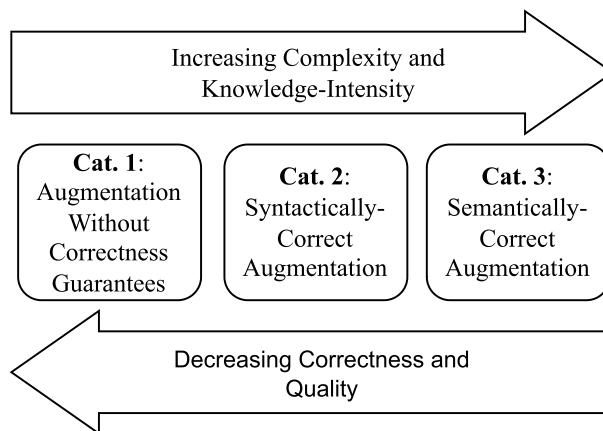 Increasing Complexity and
Knowledge-Intensity
Cat. 1:
Augmentation
Without
Correctness
Guarantees
Cat. 2:
Syntactically-
Correct
Augmentation
Cat. 3:
Semantically-
Correct
Augmentation
Decreasing Correctness and
Quality